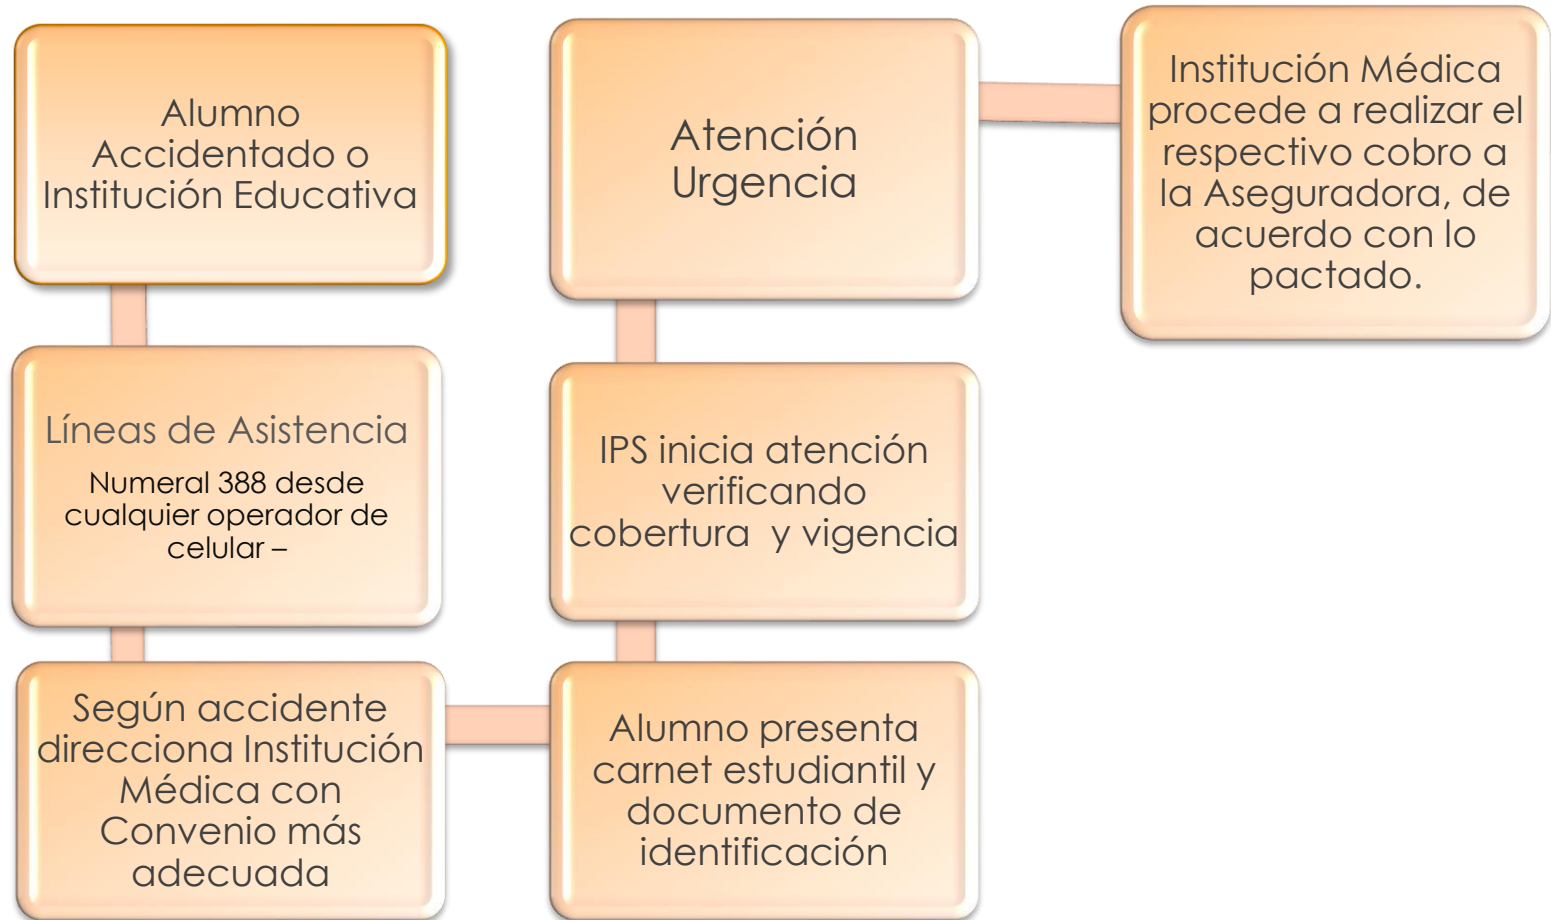 Alumno
Accidentado o
Institución Educativa
Líneas de Asistencia
Numeral 388 desde
cualquier operador de
celular –
Según accidente
direcciona Institución
Médica con
Convenio más
adecuada
Alumno presenta
carnet estudiantil y
documento de
identificación
IPS inicia atención
verificando
cobertura  y vigencia
Atención
Urgencia
Institución Médica
procede a realizar el
respectivo cobro a
la Aseguradora, de
acuerdo con lo
pactado.